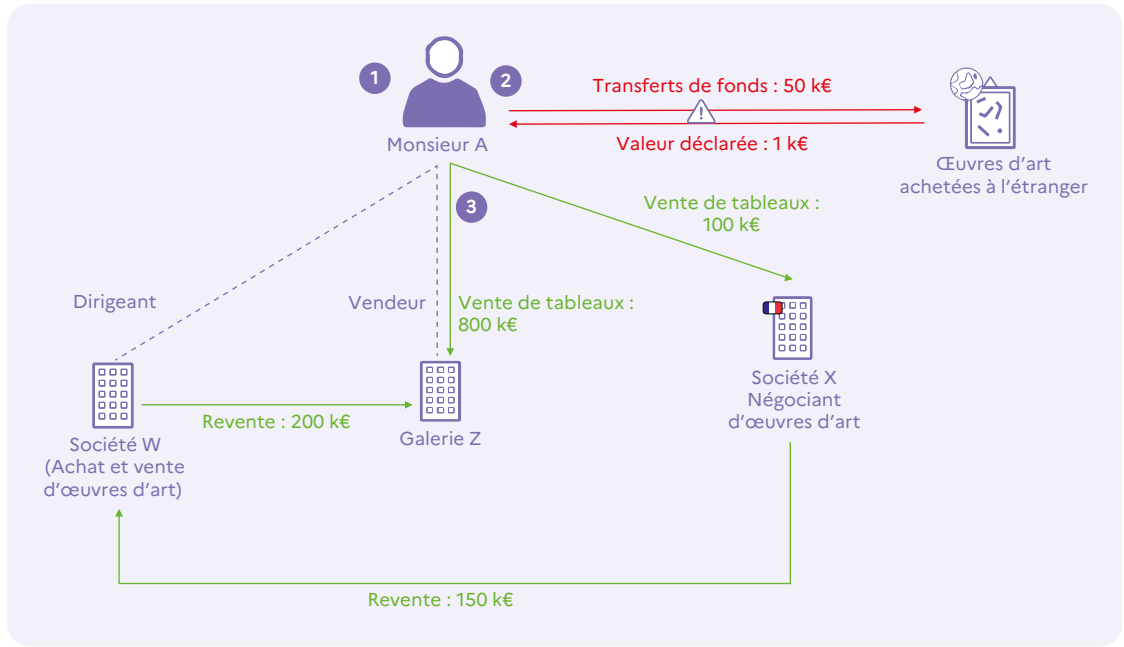 1
2
Transferts de fonds : 50 k€
Monsieur A
Valeur déclarée : 1 k€
Œuvres d'art
achetées à l'étranger
3
Vente de tableaux :
100 k€
Dirigeant
Vendeur
Vente de tableaux :
800 k€
Société X
Négociant
d'œuvres d'art
Revente : 200 k€
Galerie Z
Société W
(Achat et vente
d'œuvres d'art)
Revente : 150 k€